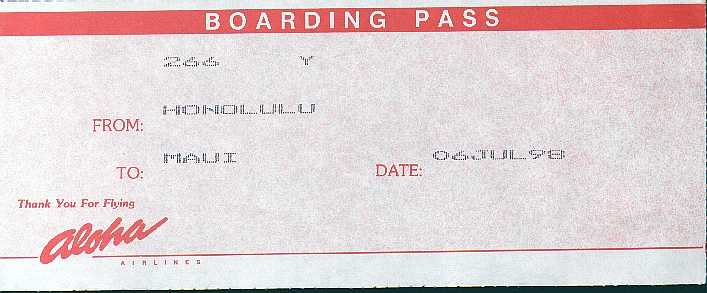 BOARDING PASS
266 Y
FROM: HONOLULU
TO: MAUI
DATE: 06JUL98
Thank You For Flying
aloha
AIRLINES